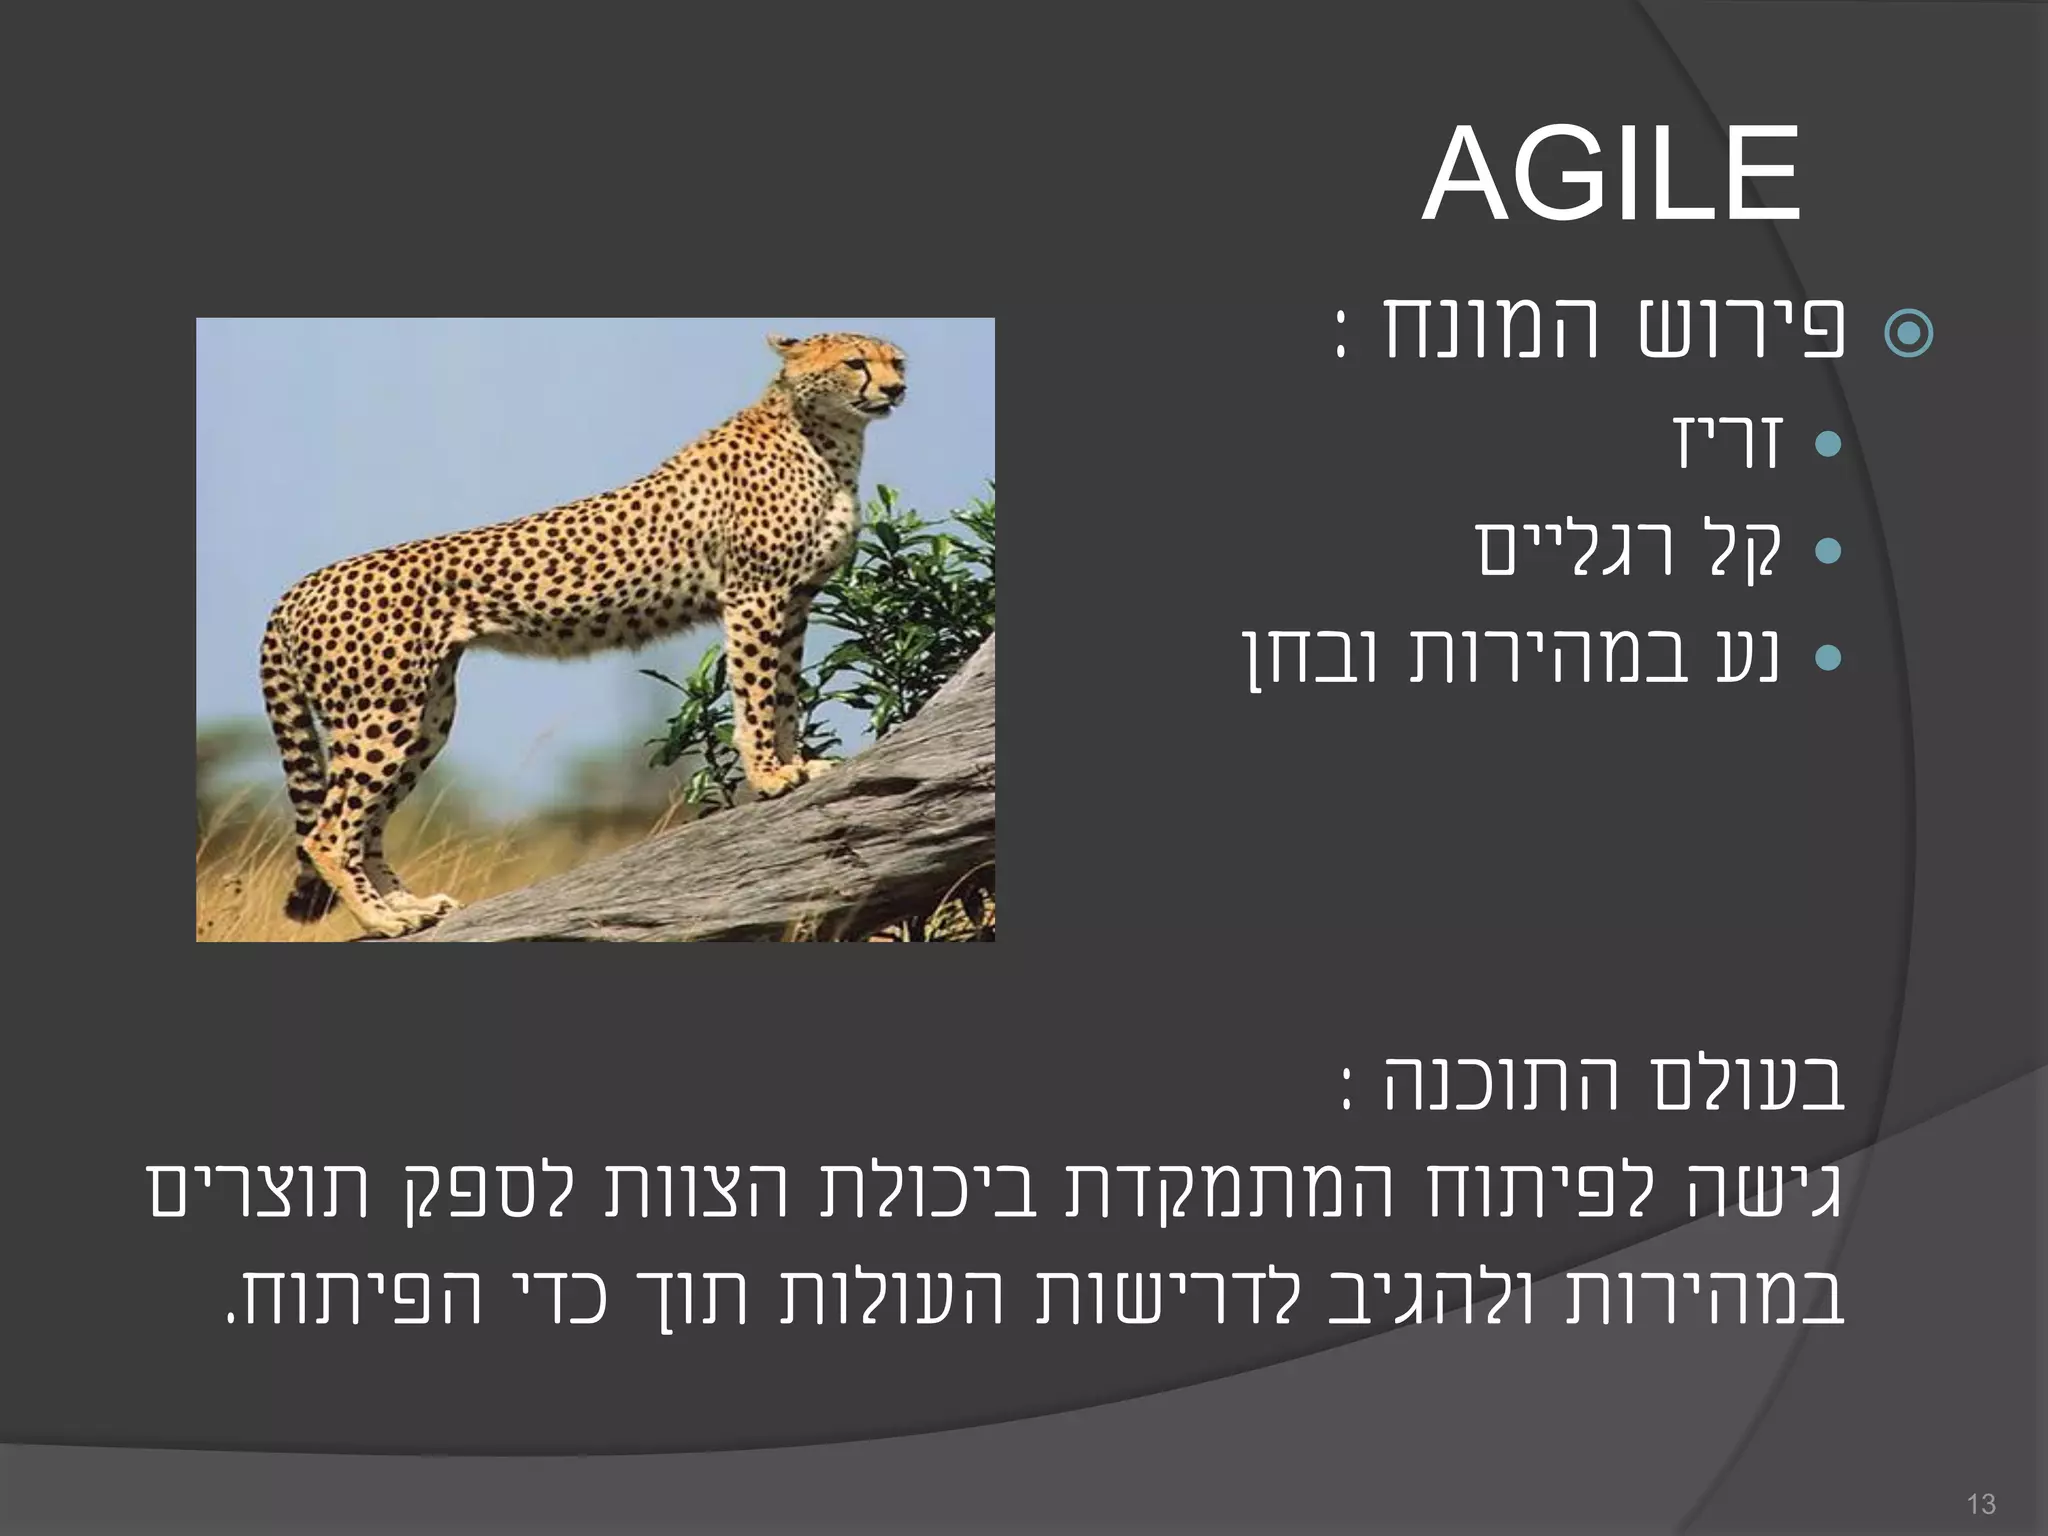 AGILE
פירוש המונח :
זריז
קל רגליים
נע במהירות ובחן
בעולם התוכנה :
גישה לפיתוח המתמקדת ביכולת הצוות לספק תוצרים
במהירות ולהגיב לדרישות העולות תוך כדי הפיתוח.
13